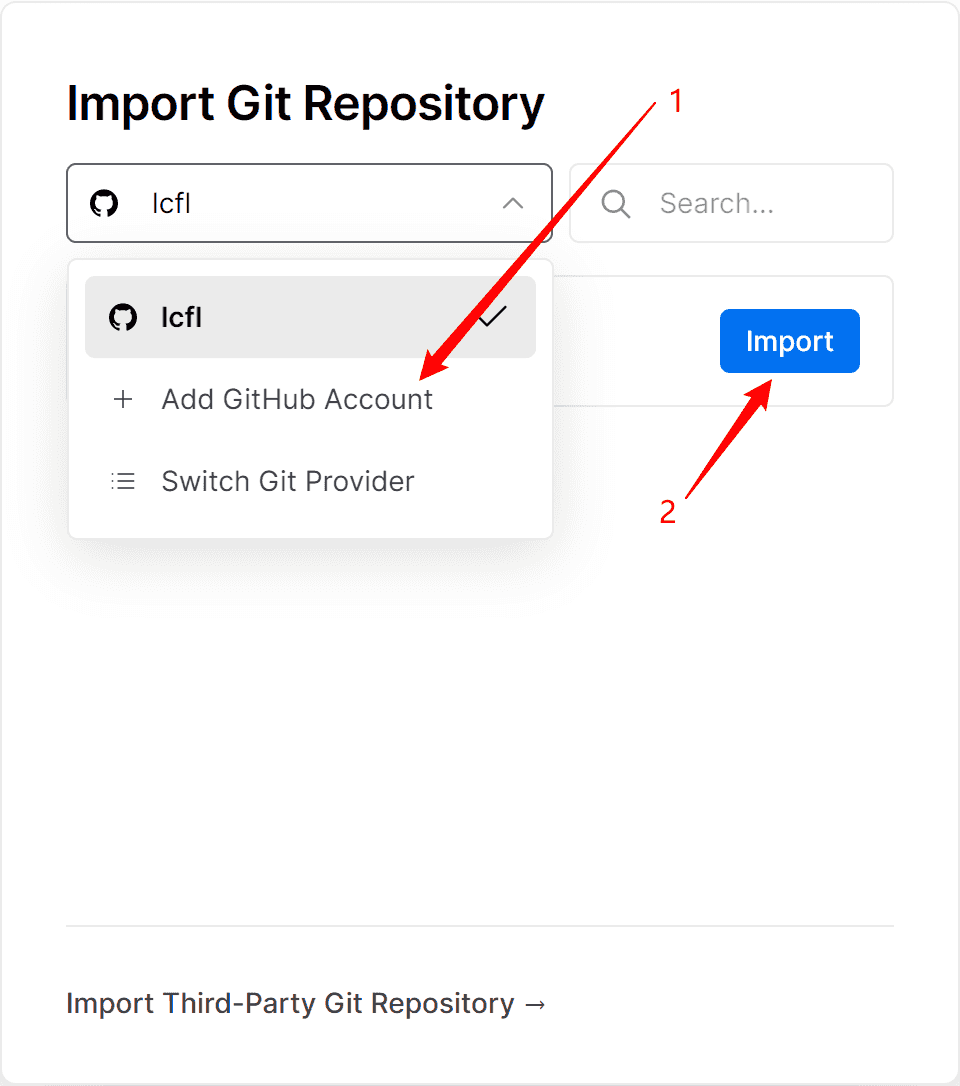 Import Git Repository
1
lcfl
Search...
lcfl
Import
Add GitHub Account
Switch Git Provider
2
Import Third-Party Git Repository →